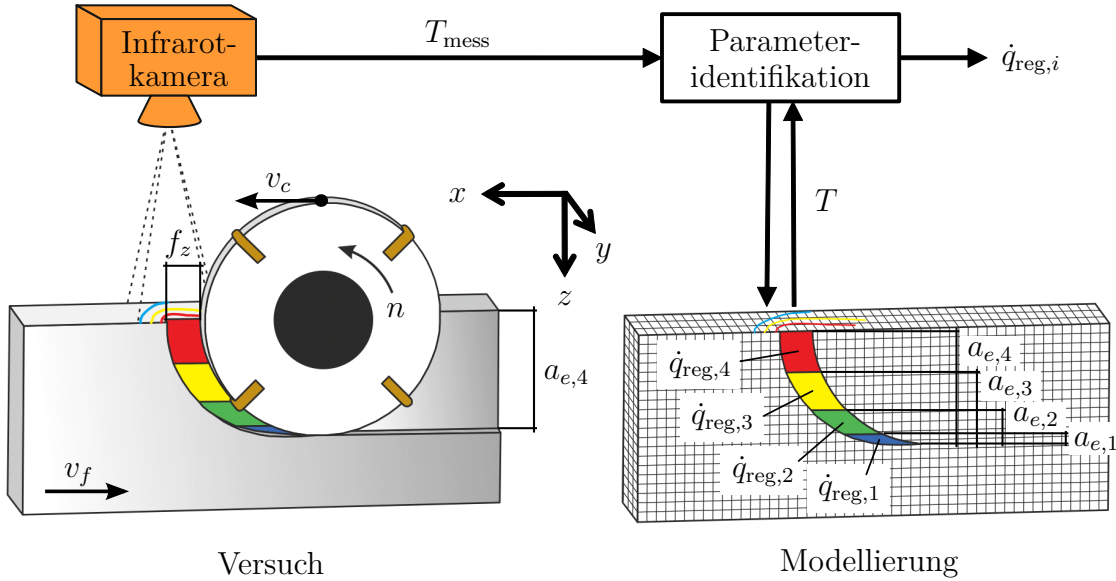 Infrarot-
kamera
T_mess
Parameter-
identifikation
q̇_reg,i
v_c
x
y
z
T
f_z
n
a_e,4
v_f
q̇_reg,4
q̇_reg,3
q̇_reg,2
q̇_reg,1
a_e,4
a_e,3
a_e,2
a_e,1
Versuch
Modellierung